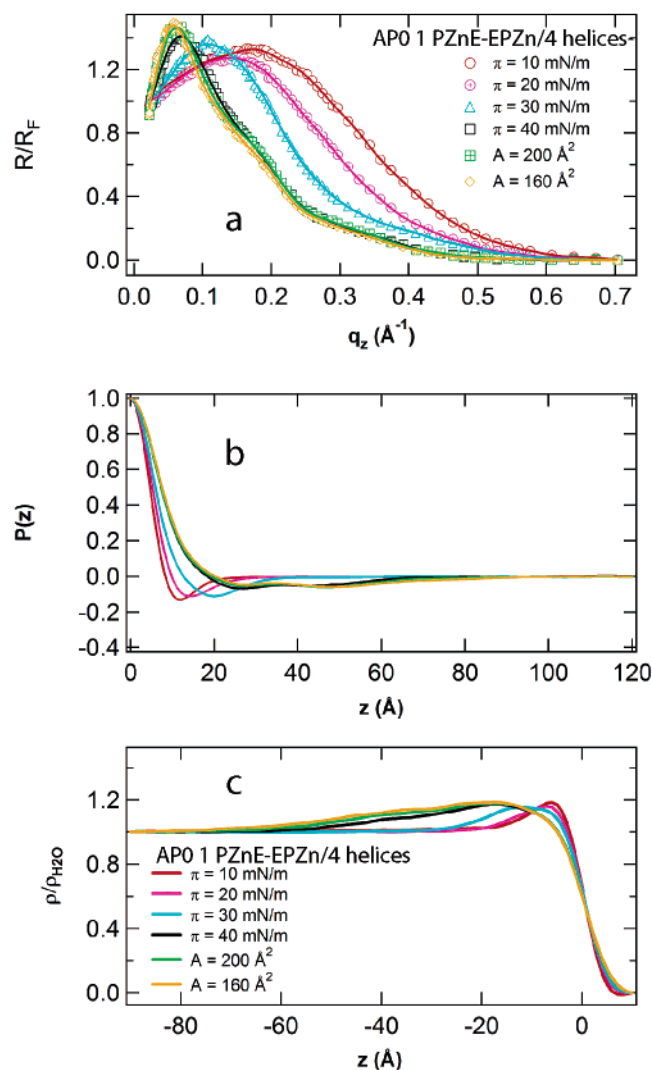 AP0 1 PZnE-EPZn/4 helices
π = 10 mN/m
π = 20 mN/m
π = 30 mN/m
π = 40 mN/m
A = 200 Å²
A = 160 Å²
R/R_F
1.2
0.8
0.4
0.0
a
0.0 0.1 0.2 0.3 0.4 0.5 0.6 0.7
q_z (Å⁻¹)
P(z)
1.0
0.8
0.6
0.4
0.2
0.0
-0.2
-0.4
b
0 20 40 60 80 100 120
z (Å)
ρ/ρ_H2O
1.2
0.8
0.4
0.0
c
AP0 1 PZnE-EPZn/4 helices
π = 10 mN/m
π = 20 mN/m
π = 30 mN/m
π = 40 mN/m
A = 200 Å²
A = 160 Å²
-80 -60 -40 -20 0
z (Å)